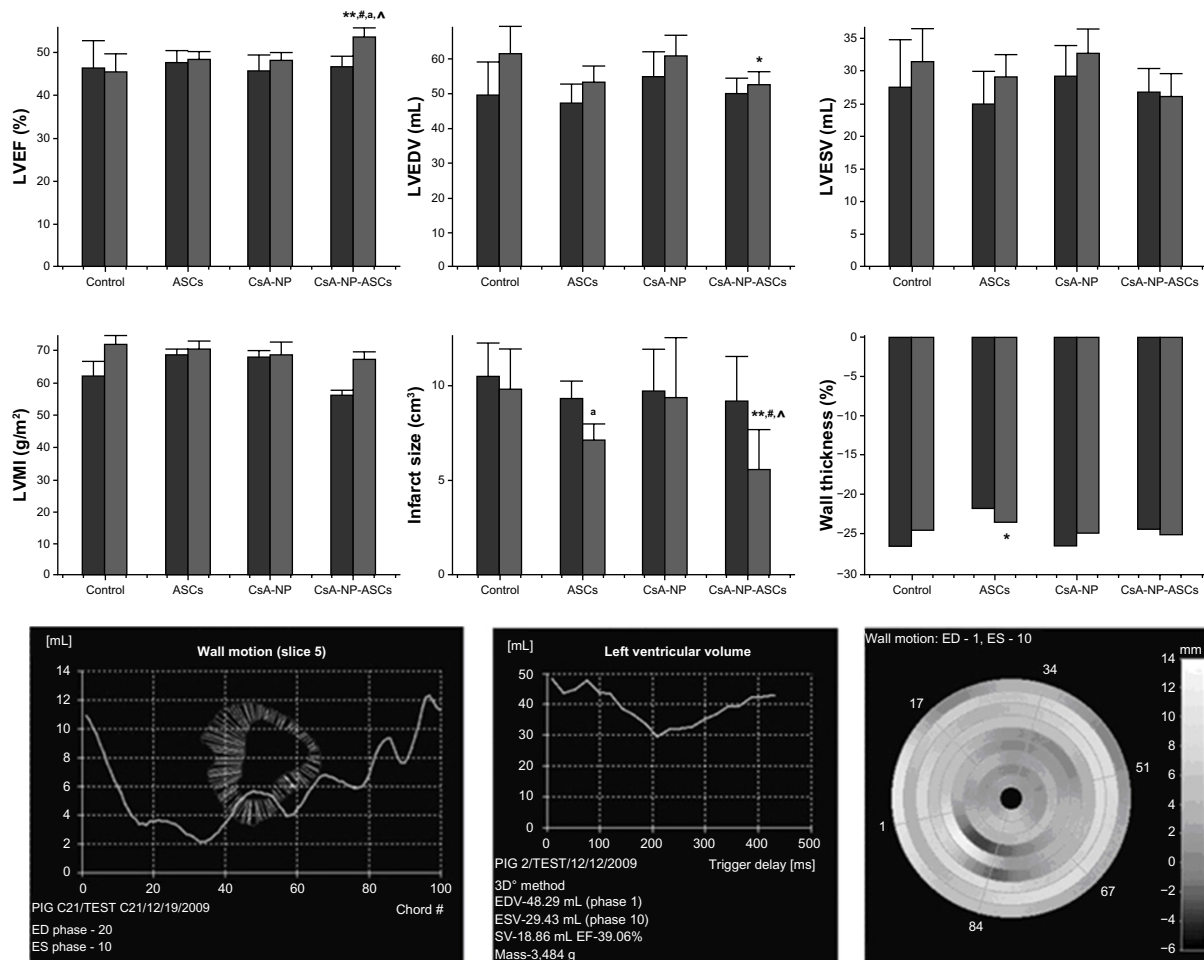 LVEF (%)
50
40
30
20
10
0
**,#,a,^
Control
ASCs
CsA-NP
CsA-NP-ASCs
LVEDV (mL)
60
50
40
30
20
10
0
*
Control
ASCs
CsA-NP
CsA-NP-ASCs
LVESV (mL)
35
30
25
20
15
10
5
0
Control
ASCs
CsA-NP
CsA-NP-ASCs
LVMI (g/m²)
70
60
50
40
30
20
10
0
Control
ASCs
CsA-NP
CsA-NP-ASCs
Infarct size (cm³)
10
5
0
a
**,#,^
Control
ASCs
CsA-NP
CsA-NP-ASCs
Wall thickness (%)
0
−5
−10
−15
−20
−25
−30
*
Control
ASCs
CsA-NP
CsA-NP-ASCs
[mL]
Wall motion (slice 5)
14
12
10
8
6
4
2
0
0 20 40 60 80 100
PIG C21/TEST C21/12/19/2009
Chord #
ED phase - 20
ES phase - 10
[mL]
Left ventricular volume
50
40
30
20
10
0
0 100 200 300 400 500
PIG 2/TEST/12/12/2009
Trigger delay [ms]
3D° method
EDV-48.29 mL (phase 1)
ESV-29.43 mL (phase 10)
SV-18.86 mL EF-39.06%
Mass-3,484 g
Wall motion: ED - 1, ES - 10
mm
14
12
10
8
6
4
2
0
−2
−4
−6
34
17
51
1
67
84